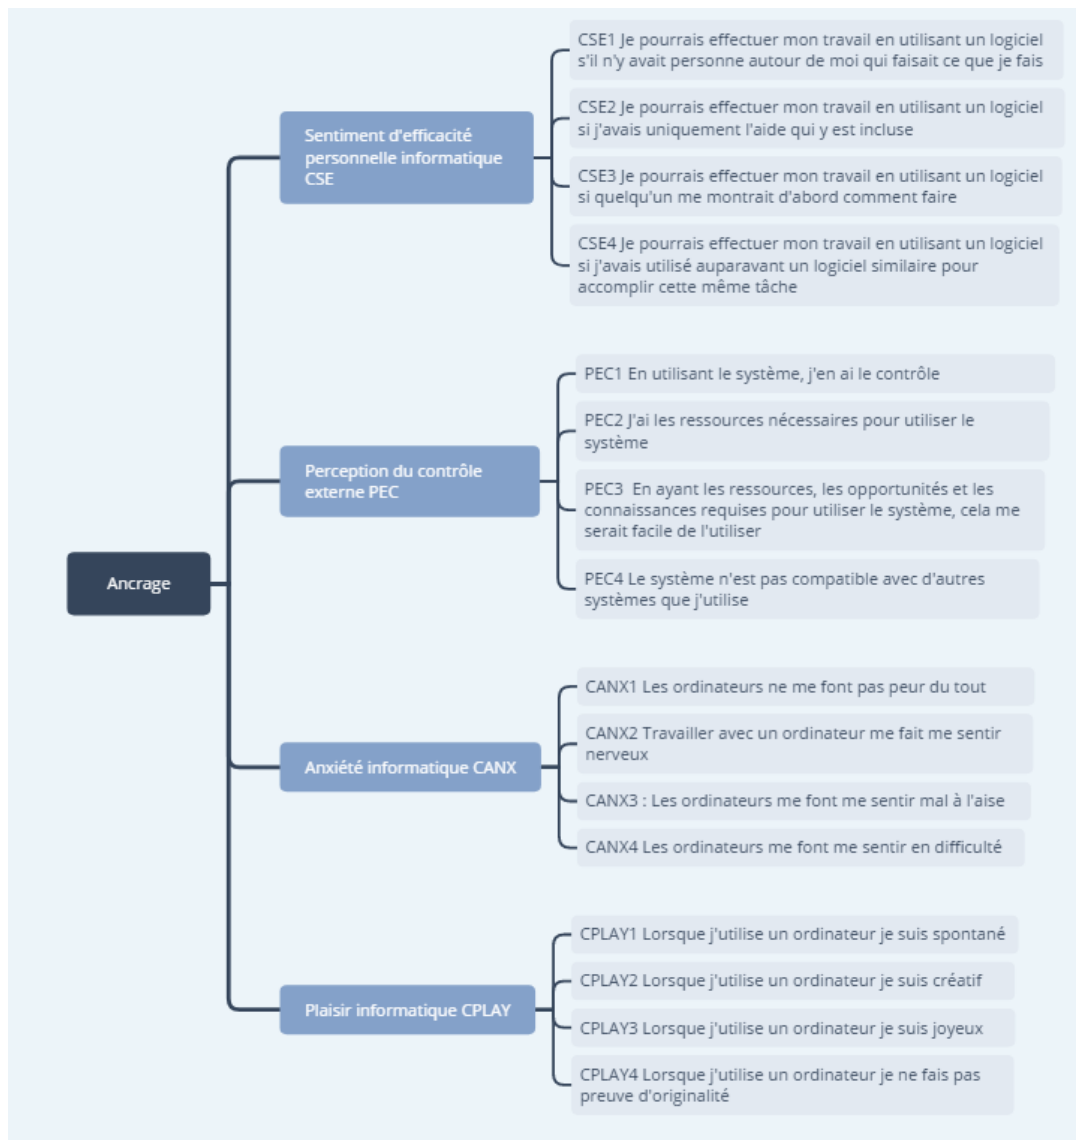 Ancrage
Sentiment d'efficacité
personnelle informatique
CSE
CSE1 Je pourrais effectuer mon travail en utilisant un logiciel
s'il n'y avait personne autour de moi qui faisait ce que je fais
CSE2 Je pourrais effectuer mon travail en utilisant un logiciel
si j'avais uniquement l'aide qui y est incluse
CSE3 Je pourrais effectuer mon travail en utilisant un logiciel
si quelqu'un me montrait d'abord comment faire
CSE4 Je pourrais effectuer mon travail en utilisant un logiciel
si j'avais utilisé auparavant un logiciel similaire pour
accomplir cette même tâche
Perception du contrôle
externe PEC
PEC1 En utilisant le système, j'en ai le contrôle
PEC2 J'ai les ressources nécessaires pour utiliser le
système
PEC3 En ayant les ressources, les opportunités et les
connaissances requises pour utiliser le système, cela me
serait facile de l'utiliser
PEC4 Le système n'est pas compatible avec d'autres
systèmes que j'utilise
Anxiété informatique CANX
CANX1 Les ordinateurs ne me font pas peur du tout
CANX2 Travailler avec un ordinateur me fait me sentir
nerveux
CANX3 : Les ordinateurs me font me sentir mal à l'aise
CANX4 Les ordinateurs me font me sentir en difficulté
Plaisir informatique CPLAY
CPLAY1 Lorsque j'utilise un ordinateur je suis spontané
CPLAY2 Lorsque j'utilise un ordinateur je suis créatif
CPLAY3 Lorsque j'utilise un ordinateur je suis joyeux
CPLAY4 Lorsque j'utilise un ordinateur je ne fais pas
preuve d'originalité